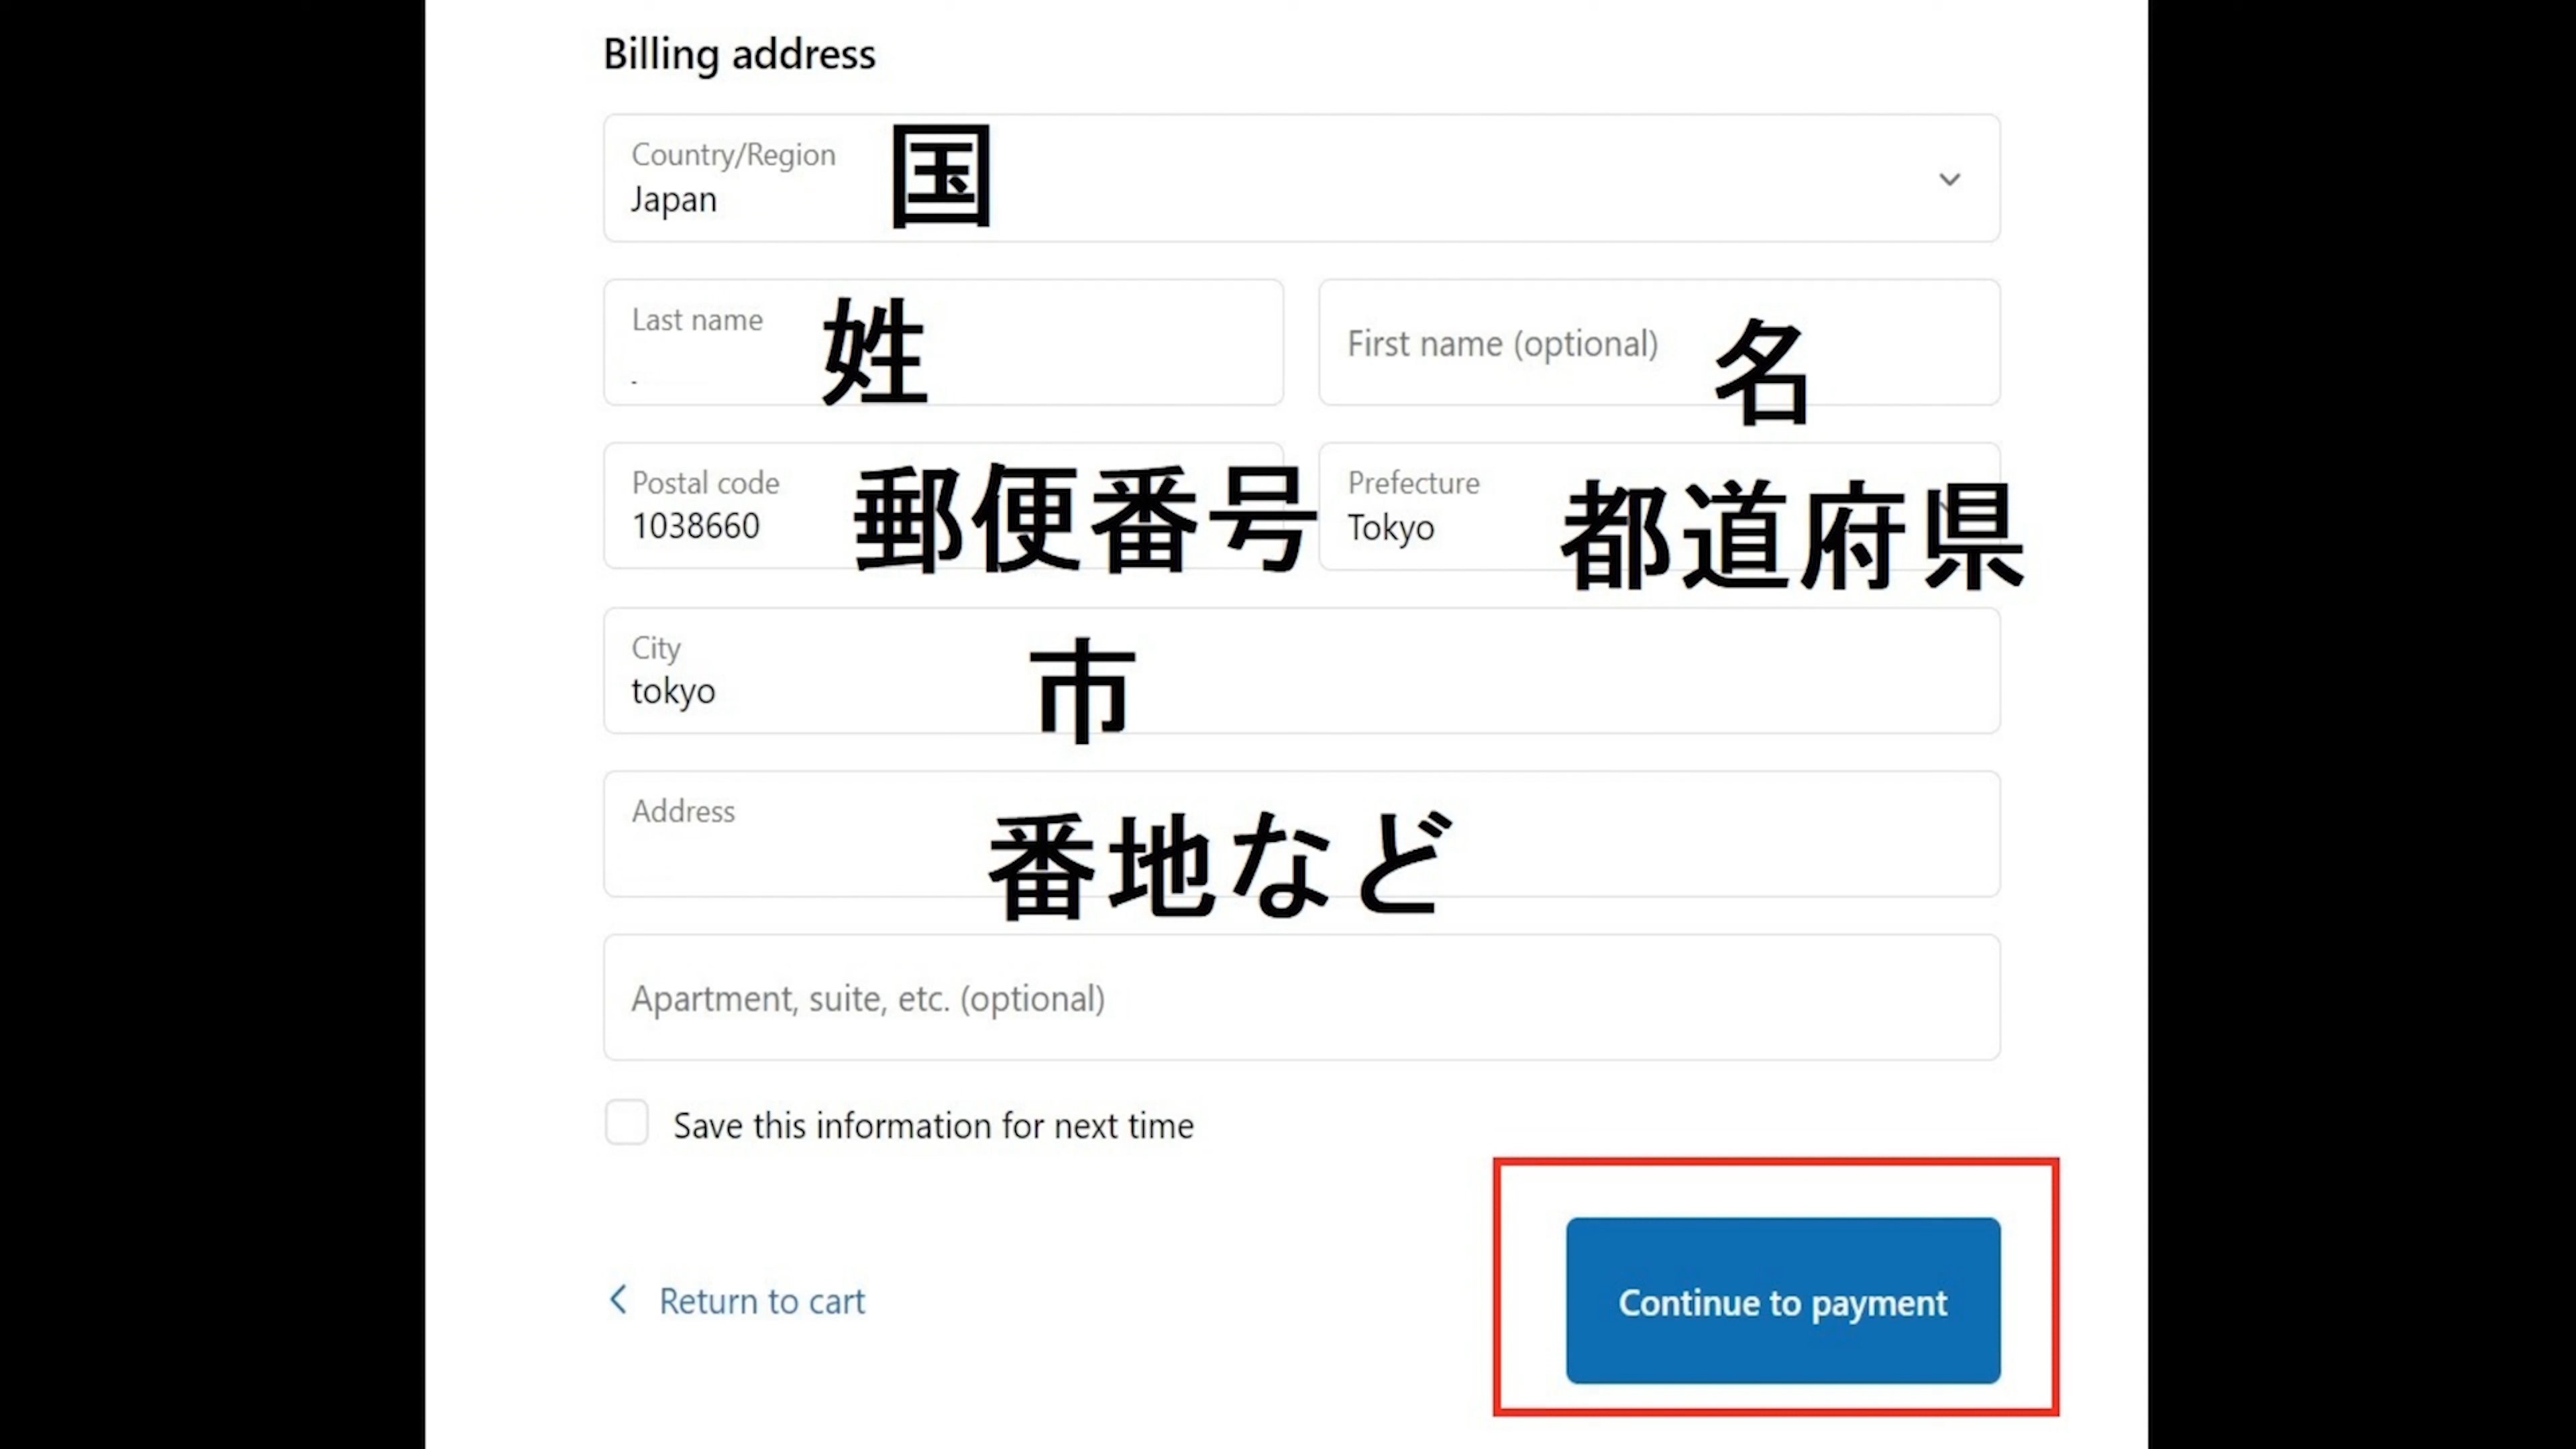 Billing address
Country/Region
Japan
国
Last name
-
姓
First name (optional)
名
Postal code
1038660
郵便番号
Prefecture
Tokyo
都道府県
City
tokyo
市
Address
番地など
Apartment, suite, etc. (optional)
Save this information for next time
Return to cart
Continue to payment